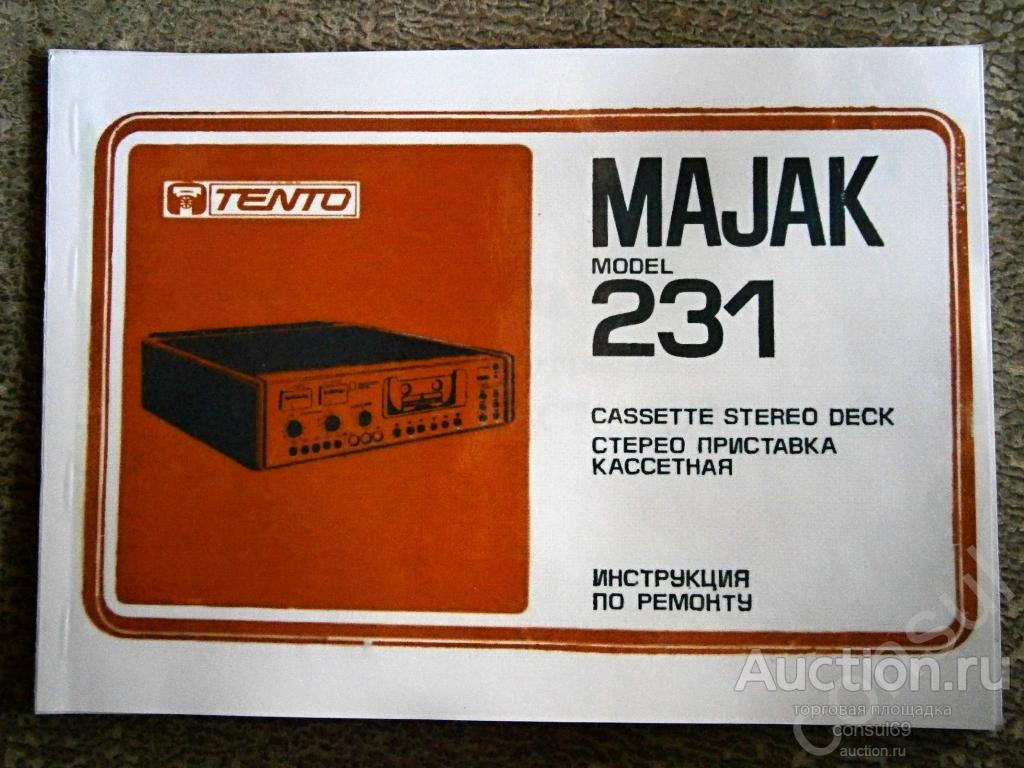 TENTO
MAJAK
MODEL
231
CASSETTE STEREO DECK
СТЕРЕО ПРИСТАВКА
КАССЕТНАЯ
ИНСТРУКЦИЯ
ПО РЕМОНТУ
Auction.ru
торговая площадка
consul69
auction.ru
consul